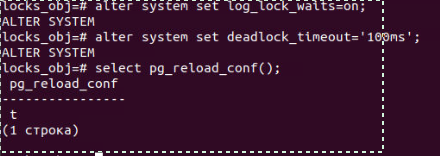 locks_obj=# alter system set log_lock_waits=on;
ALTER SYSTEM
locks_obj=# alter system set deadlock_timeout='100ms';
ALTER SYSTEM
locks_obj=# select pg_reload_conf();
pg_reload_conf
----------------
t
(1 строка)